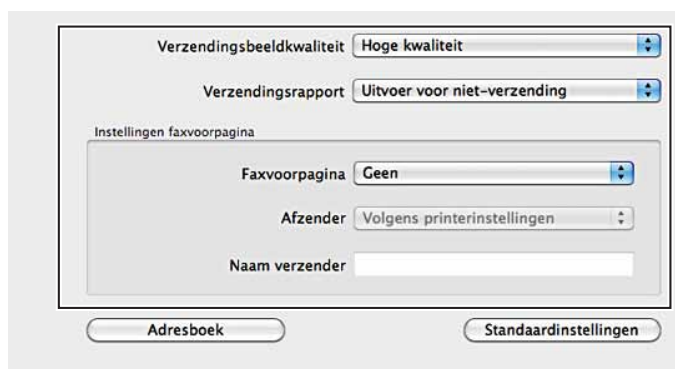 Verzendingsbeeldkwaliteit Hoge kwaliteit
Verzendingsrapport Uitvoer voor niet-verzending
Instellingen faxvoorpagina
Faxvoorpagina Geen
Afzender Volgens printerinstellingen
Naam verzender
Adresboek Standaardinstellingen